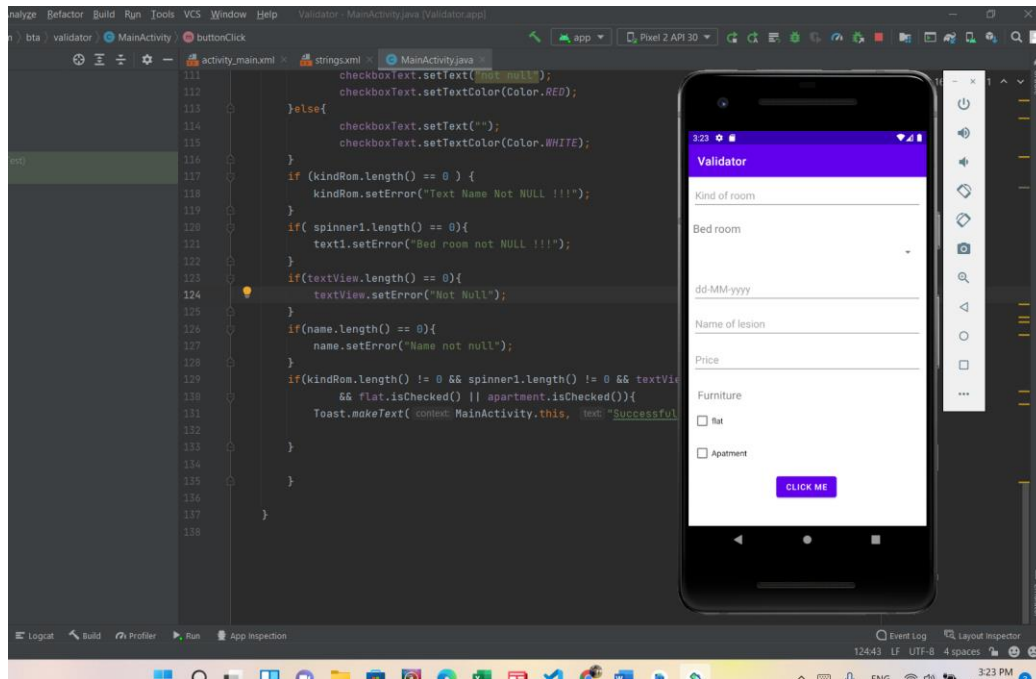 nalyze Refactor Build Run Tools VCS Window Help Validator - MainActivity.java [Validator.app]
bta validator MainActivity buttonClick app Pixel 2 API 30
activity_main.xml strings.xml MainActivity.java
111 checkboxText.setText("not null");
112 checkboxText.setTextColor(Color.RED);
113 }else{
114 checkboxText.setText("");
115 checkboxText.setTextColor(Color.WHITE);
116 }
117 if (kindRom.length() == 0 ) {
118 kindRom.setError("Text Name Not NULL !!!");
119 }
120 if( spinner1.length() == 0){
121 text1.setError("Bed room not NULL !!!");
122 }
123 if(textView.length() == 0){
124 textView.setError("Not Null");
125 }
126 if(name.length() == 0){
127 name.setError("Name not null");
128 }
129 if(kindRom.length() != 0 && spinner1.length() != 0 && textVie
130 && flat.isChecked() || apartment.isChecked()){
131 Toast.makeText( context: MainActivity.this, text: "Successful
132
133 }
134
135 }
136
137 }
138
3:23
Validator
Kind of room
Bed room
dd-MM-yyyy
Name of lesion
Price
Furniture
flat
Apatment
CLICK ME
Logcat Build Profiler Run App Inspection Event Log Layout Inspector
124:43 LF UTF-8 4 spaces
ENG 3:23 PM